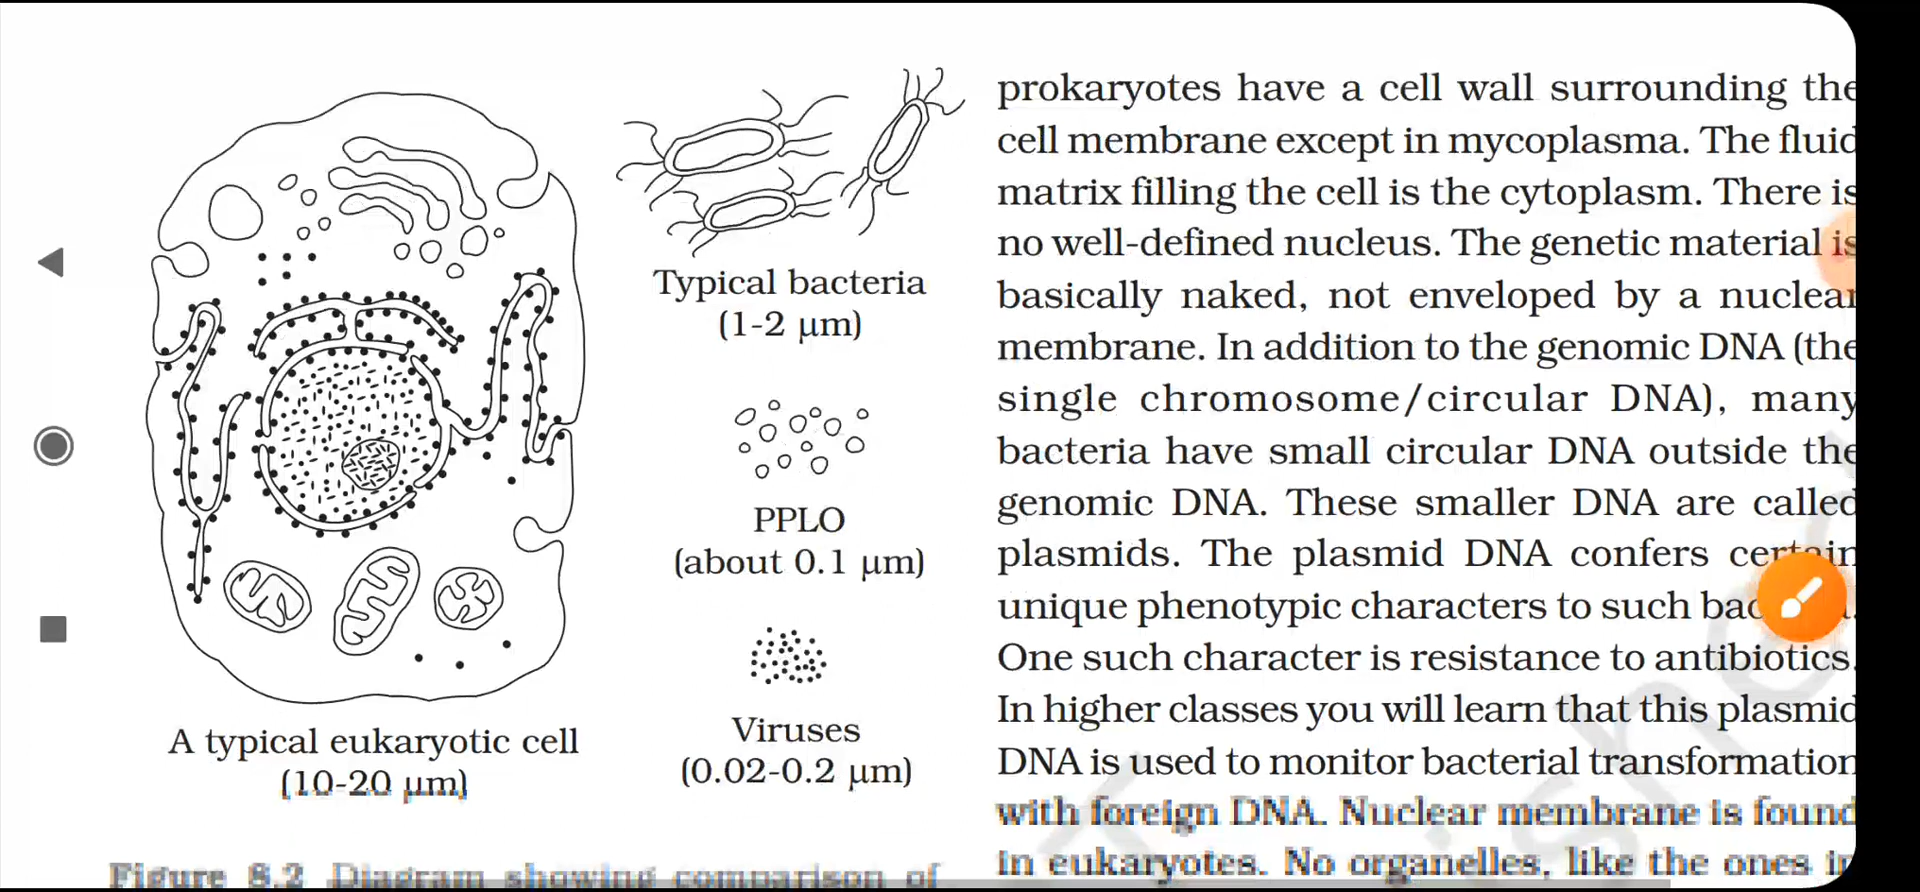 Typical bacteria
(1-2 µm)
PPLO
(about 0.1 µm)
Viruses
(0.02-0.2 µm)
A typical eukaryotic cell
(10-20 µm)
Figure 8.2 Diagram showing comparison of
prokaryotes have a cell wall surrounding the
cell membrane except in mycoplasma. The fluid
matrix filling the cell is the cytoplasm. There is
no well-defined nucleus. The genetic material is
basically naked, not enveloped by a nuclear
membrane. In addition to the genomic DNA (the
single chromosome/circular DNA), many
bacteria have small circular DNA outside the
genomic DNA. These smaller DNA are called
plasmids. The plasmid DNA confers certain
unique phenotypic characters to such
One such character is resistance to antibiotics.
In higher classes you will learn that this plasmid
DNA is used to monitor bacterial transformation
with foreign DNA. Nuclear membrane is found
in eukaryotes. No organelles, like the ones in